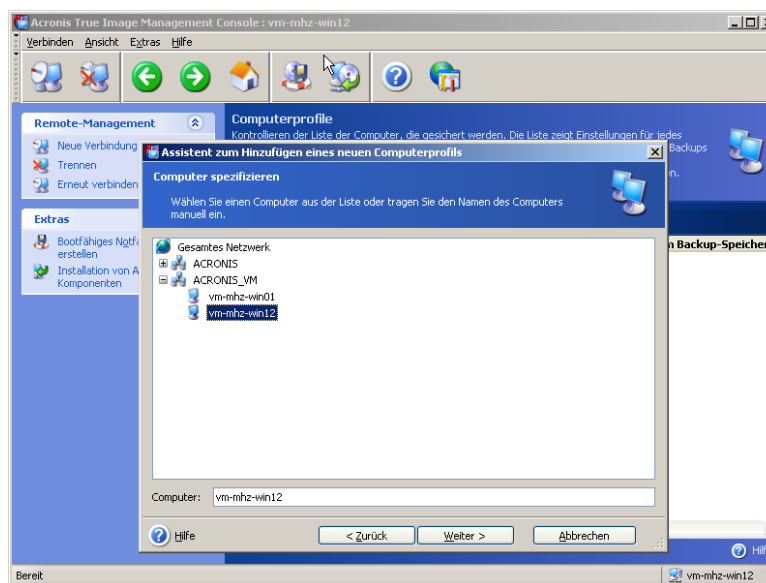 Acronis True Image Management Console : vm-mhz-win12
Verbinden Ansicht Extras Hilfe
Remote-Management
Neue Verbindung
Trennen
Erneut verbinden
Extras
Bootfähiges
erstellen
Installation von
Komponenten
Computerprofile
Kontrollieren der Liste der Computer, die gesichert werden. Die Liste zeigt Einstellungen für jedes
Backups
Assistent zum Hinzufügen eines neuen Computerprofils
Computer spezifizieren
Wählen Sie einen Computer aus der Liste oder tragen Sie den Namen des Computers
manuell ein.
Gesamtes Netzwerk
ACRONIS
ACRONIS_VM
vm-mhz-win01
vm-mhz-win12
Backup-Speicher
Computer: vm-mhz-win12
Hilfe
< Zurück
Weiter >
Abbrechen
Bereit
vm-mhz-win12